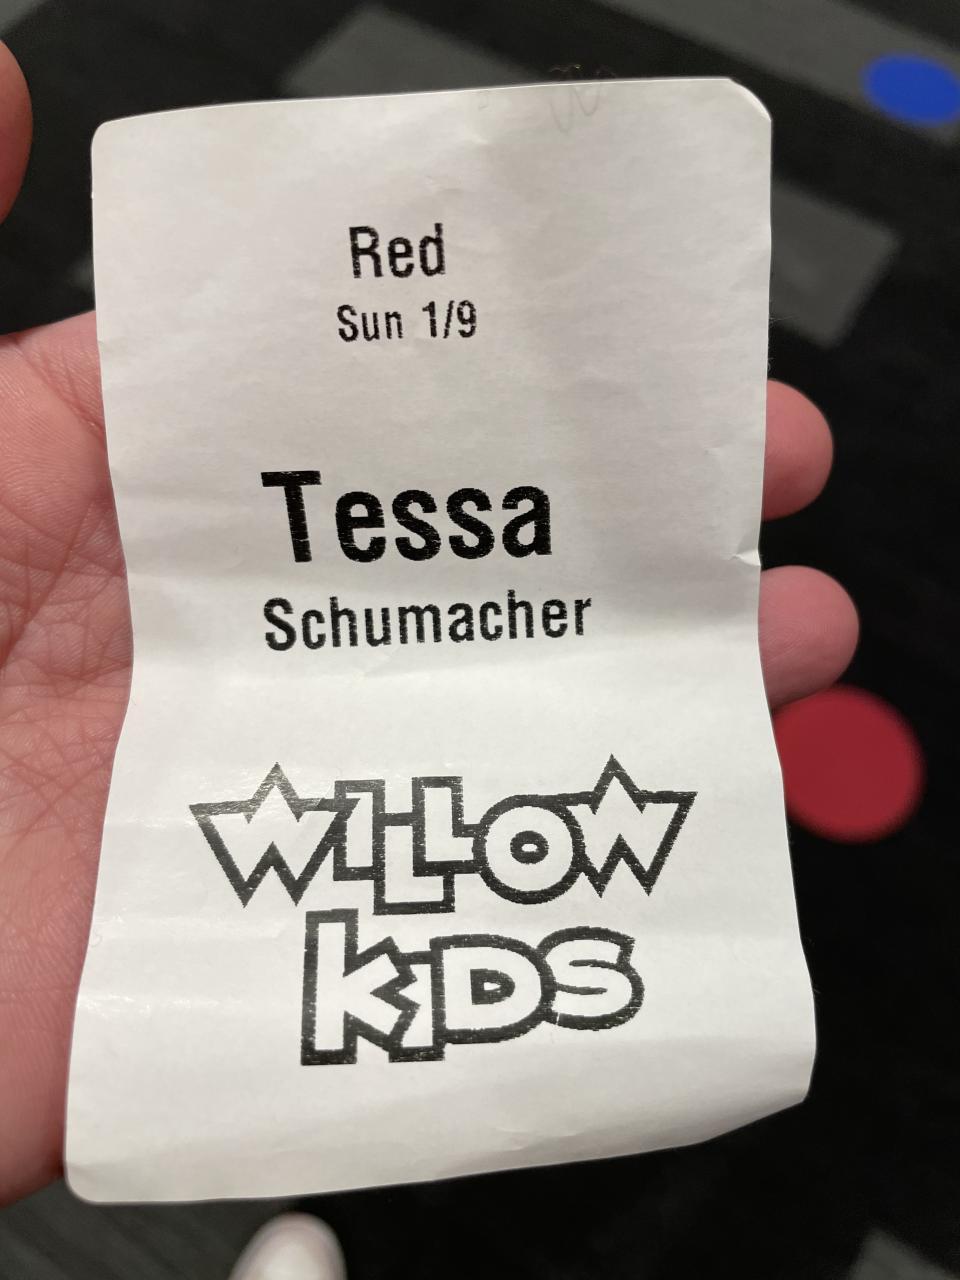 Red
Sun 1/9
Tessa
Schumacher
WILLOW
KIDS